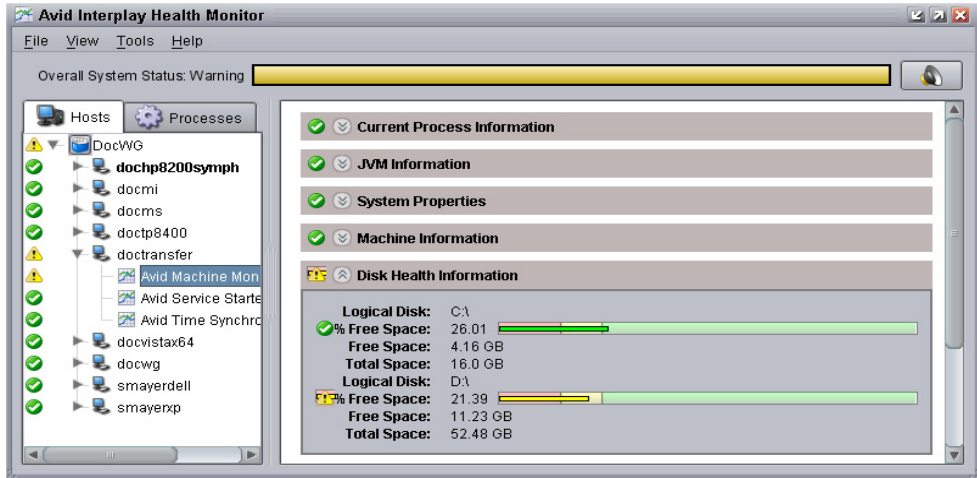 Avid Interplay Health Monitor
File View Tools Help
Overall System Status: Warning
Hosts Processes
DocWG
dochp8200symph
docmi
docms
doctp8400
doctransfer
Avid Machine Mon
Avid Service Starte
Avid Time Synchro
docvistax64
docwg
smayerdell
smayerxp
Current Process Information
JVM Information
System Properties
Machine Information
Disk Health Information
Logical Disk: C:\
% Free Space: 26.01
Free Space: 4.16 GB
Total Space: 16.0 GB
Logical Disk: D:\
% Free Space: 21.39
Free Space: 11.23 GB
Total Space: 52.48 GB